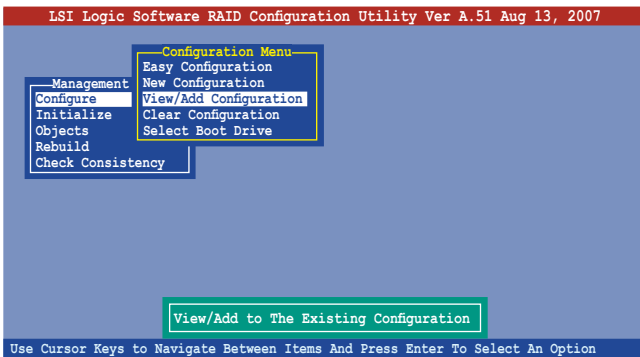 LSI Logic Software RAID Configuration Utility Ver A.51 Aug 13, 2007
Management
Configure
Initialize
Objects
Rebuild
Check Consistency
Configuration Menu
Easy Configuration
New Configuration
View/Add Configuration
Clear Configuration
Select Boot Drive
View/Add to The Existing Configuration
Use Cursor Keys to Navigate Between Items And Press Enter To Select An Option